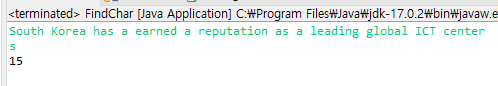 <terminated> FindChar [Java Application] C:₩Program Files₩Java₩jdk-17.0.2₩bin₩javaw.e
South Korea has a earned a reputation as a leading global ICT center
s
15